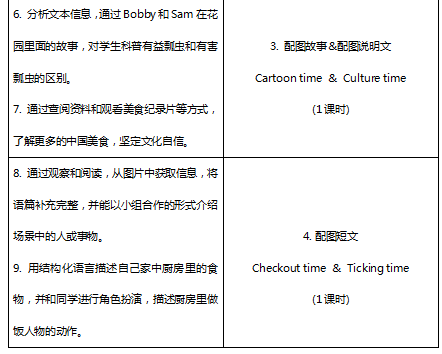 6. 分析文本信息，通过 Bobby 和 Sam 在花
园里面的故事，对学生科普有益瓢虫和有害
瓢虫的区别。
7. 通过查阅资料和观看美食纪录片等方式，
了解更多的中国美食，坚定文化自信。
3. 配图故事&配图说明文
Cartoon time & Culture time
(1 课时)
8. 通过观察和阅读，从图片中获取信息，将
语篇补充完整，并能以小组合作的形式介绍
场景中的人或事物。
9. 用结构化语言描述自己家中厨房里的食
物，并和同学进行角色扮演，描述厨房里做
饭人物的动作。
4. 配图短文
Checkout time & Ticking time
(1 课时)